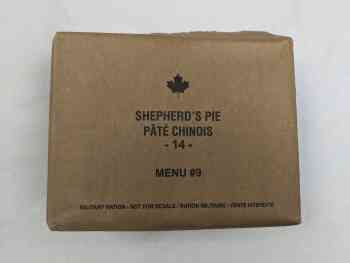 SHEPHERD'S PIE
PÂTÉ CHINOIS
- 14 -
MENU #9
MILITARY RATION - NOT FOR RESALE / RATION MILITAIRE - VENTE INTERDITE